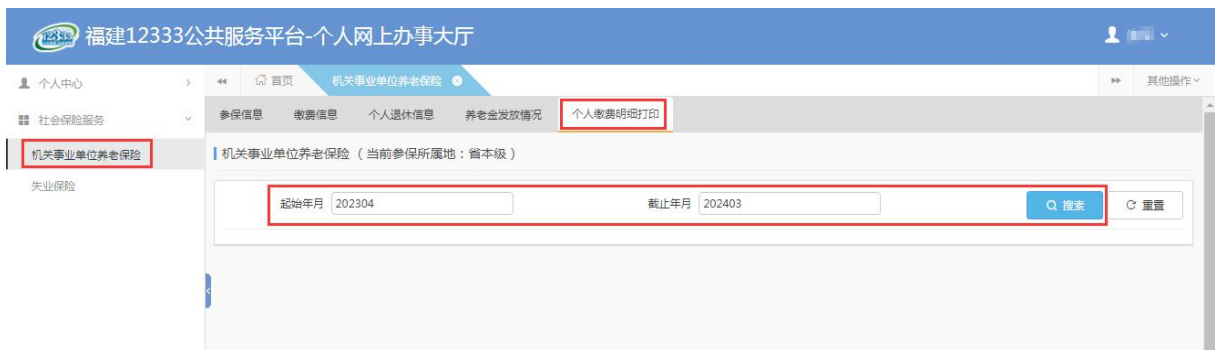 12333 福建12333公共服务平台-个人网上办事大厅
个人中心
首页 机关事业单位养老保险 其他操作
社会保险服务
参保信息 缴费信息 个人退休信息 养老金发放情况 个人缴费明细打印
机关事业单位养老保险
机关事业单位养老保险 （当前参保所属地：省本级）
失业保险
起始年月 202304 截止年月 202403 搜索 重置